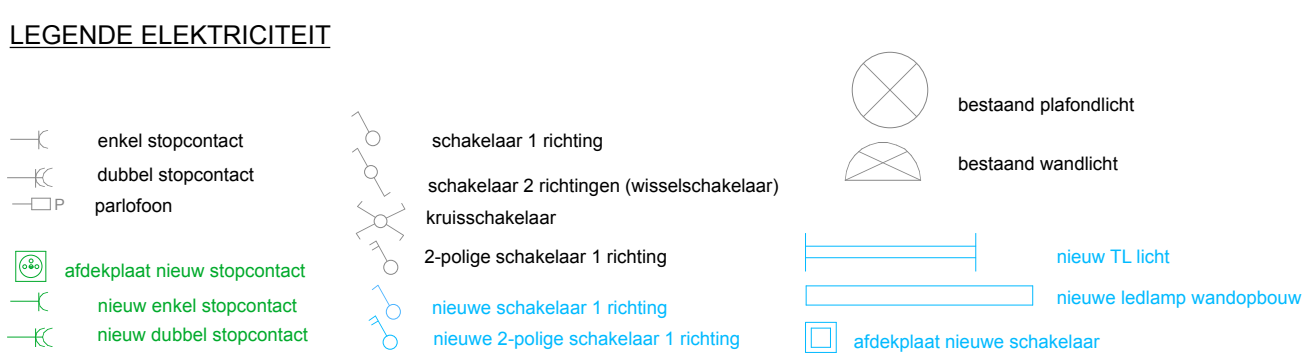 LEGENDE ELEKTRICITEIT
enkel stopcontact
dubbel stopcontact
P
parlofoon
afdekplaat nieuw stopcontact
nieuw enkel stopcontact
nieuw dubbel stopcontact
schakelaar 1 richting
schakelaar 2 richtingen (wisselschakelaar)
kruisschakelaar
2-polige schakelaar 1 richting
nieuwe schakelaar 1 richting
nieuwe 2-polige schakelaar 1 richting
bestaand plafondlicht
bestaand wandlicht
nieuw TL licht
nieuwe ledlamp wandopbouw
afdekplaat nieuwe schakelaar